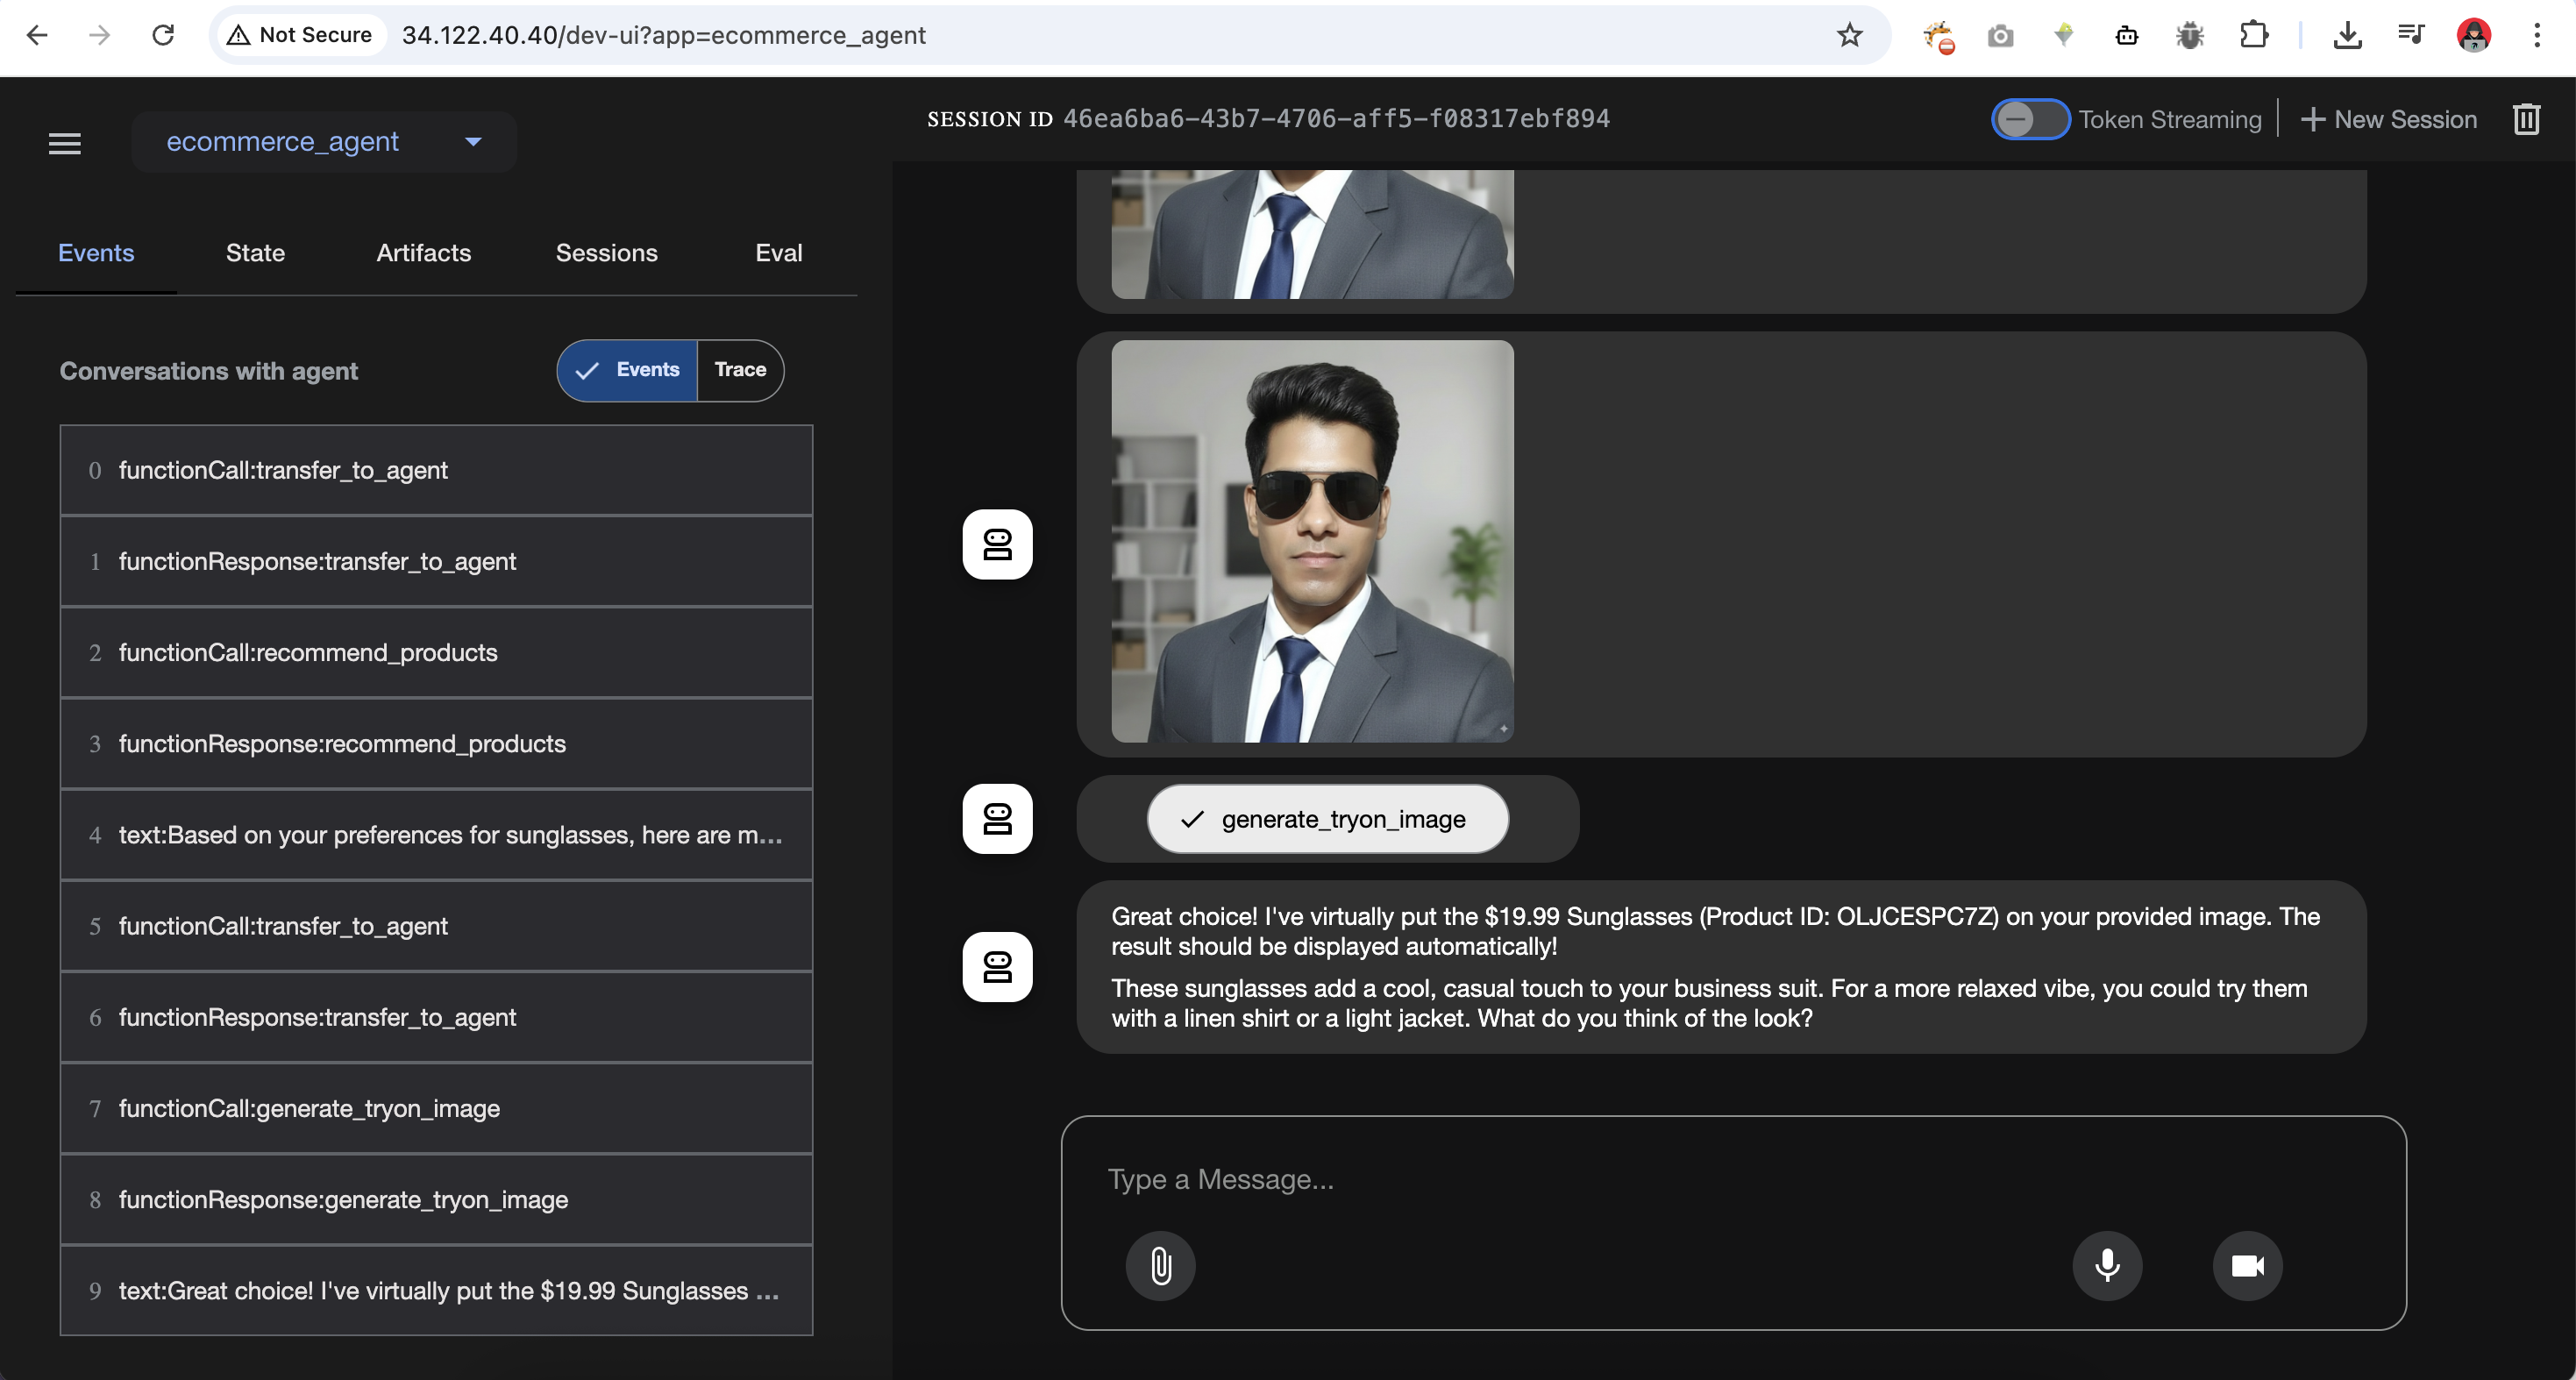 Not Secure
34.122.40.40/dev-ui?app=ecommerce_agent
ecommerce_agent
SESSION ID 46ea6ba6-43b7-4706-aff5-f08317ebf894
Token Streaming
New Session
Events
State
Artifacts
Sessions
Eval
Conversations with agent
Events
Trace
0 functionCall:transfer_to_agent
1 functionResponse:transfer_to_agent
2 functionCall:recommend_products
3 functionResponse:recommend_products
4 text:Based on your preferences for sunglasses, here are m...
5 functionCall:transfer_to_agent
6 functionResponse:transfer_to_agent
7 functionCall:generate_tryon_image
8 functionResponse:generate_tryon_image
9 text:Great choice! I've virtually put the $19.99 Sunglasses ...
generate_tryon_image
Great choice! I've virtually put the $19.99 Sunglasses (Product ID: OLJCESPC7Z) on your provided image. The
result should be displayed automatically!
These sunglasses add a cool, casual touch to your business suit. For a more relaxed vibe, you could try them
with a linen shirt or a light jacket. What do you think of the look?
Type a Message...